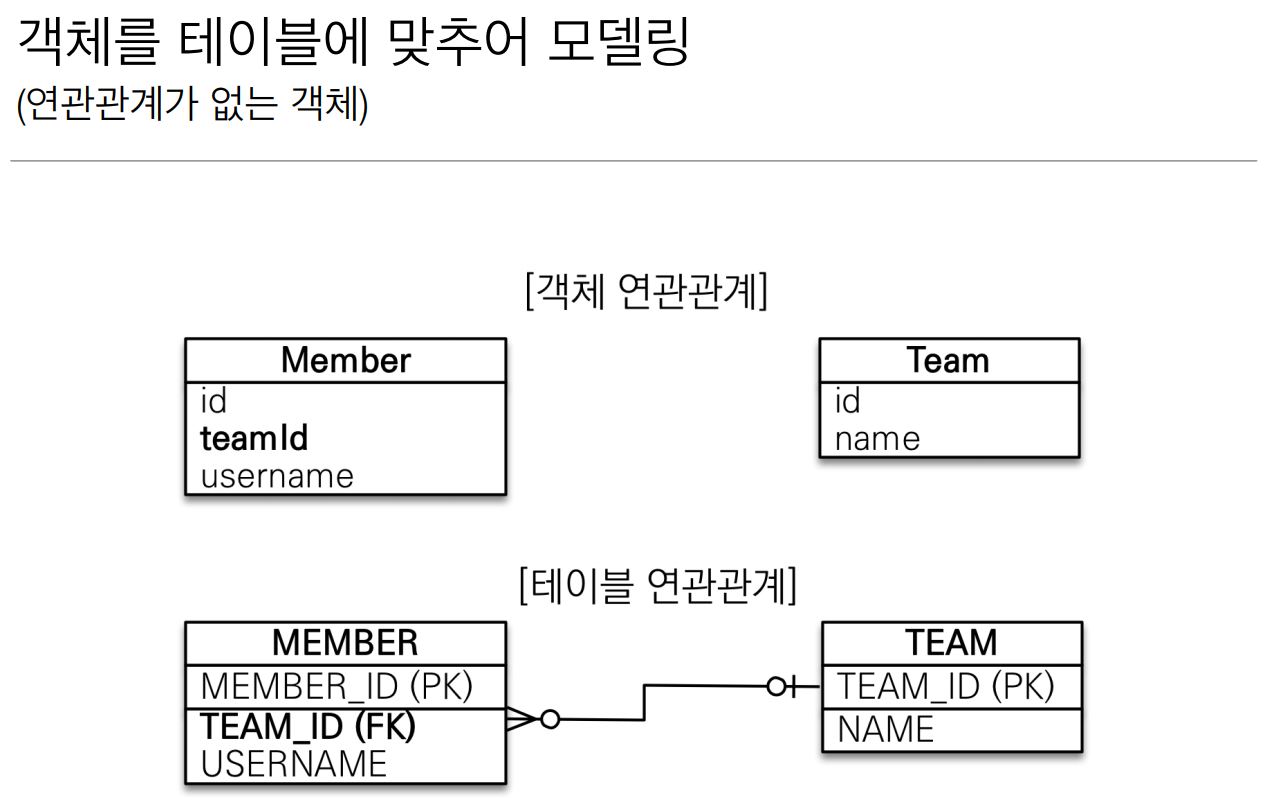 객체를 테이블에 맞추어 모델링
(연관관계가 없는 객체)
[객체 연관관계]
Member
id
teamId
username
Team
id
name
[테이블 연관관계]
MEMBER
MEMBER_ID (PK)
TEAM_ID (FK)
USERNAME
TEAM
TEAM_ID (PK)
NAME